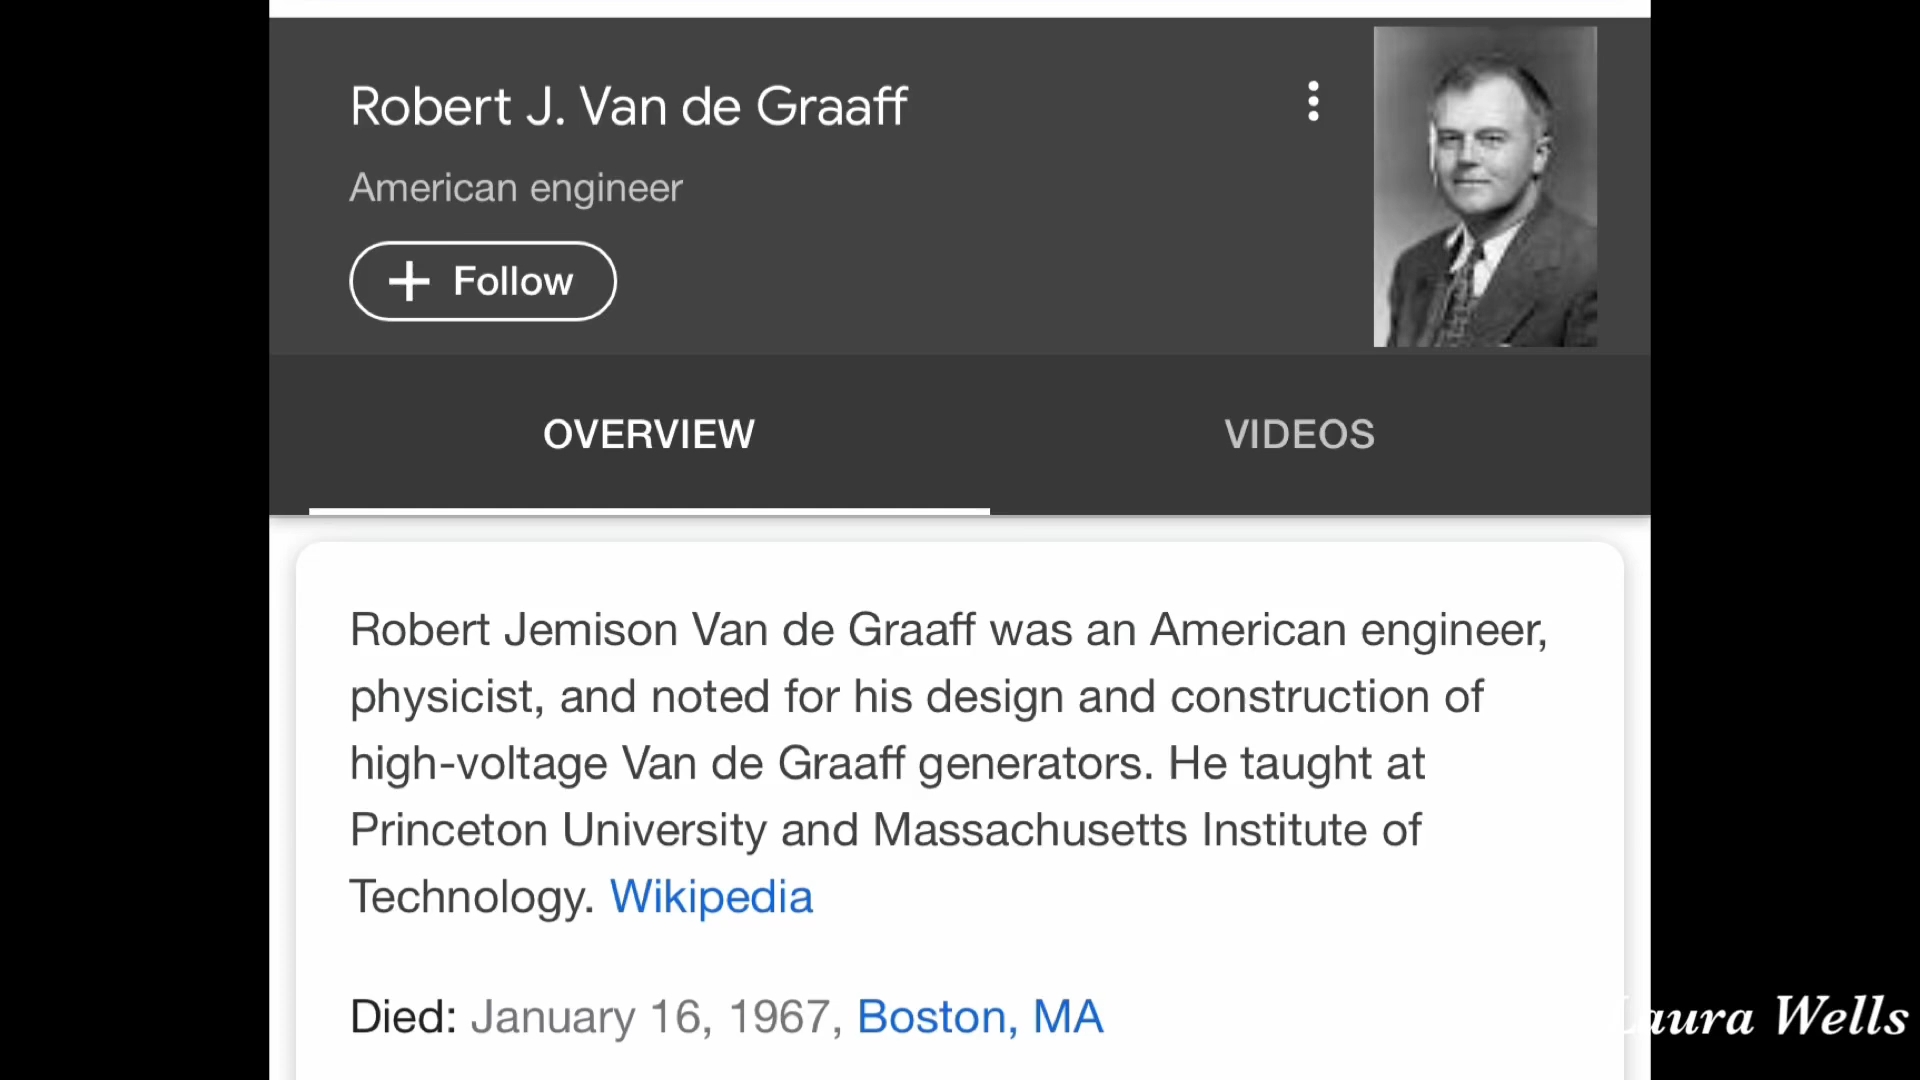 Robert J. Van de Graaff
American engineer
+ Follow
OVERVIEW
VIDEOS
Robert Jemison Van de Graaff was an American engineer,
physicist, and noted for his design and construction of
high-voltage Van de Graaff generators. He taught at
Princeton University and Massachusetts Institute of
Technology. Wikipedia
Died: January 16, 1967, Boston, MA
Laura Wells